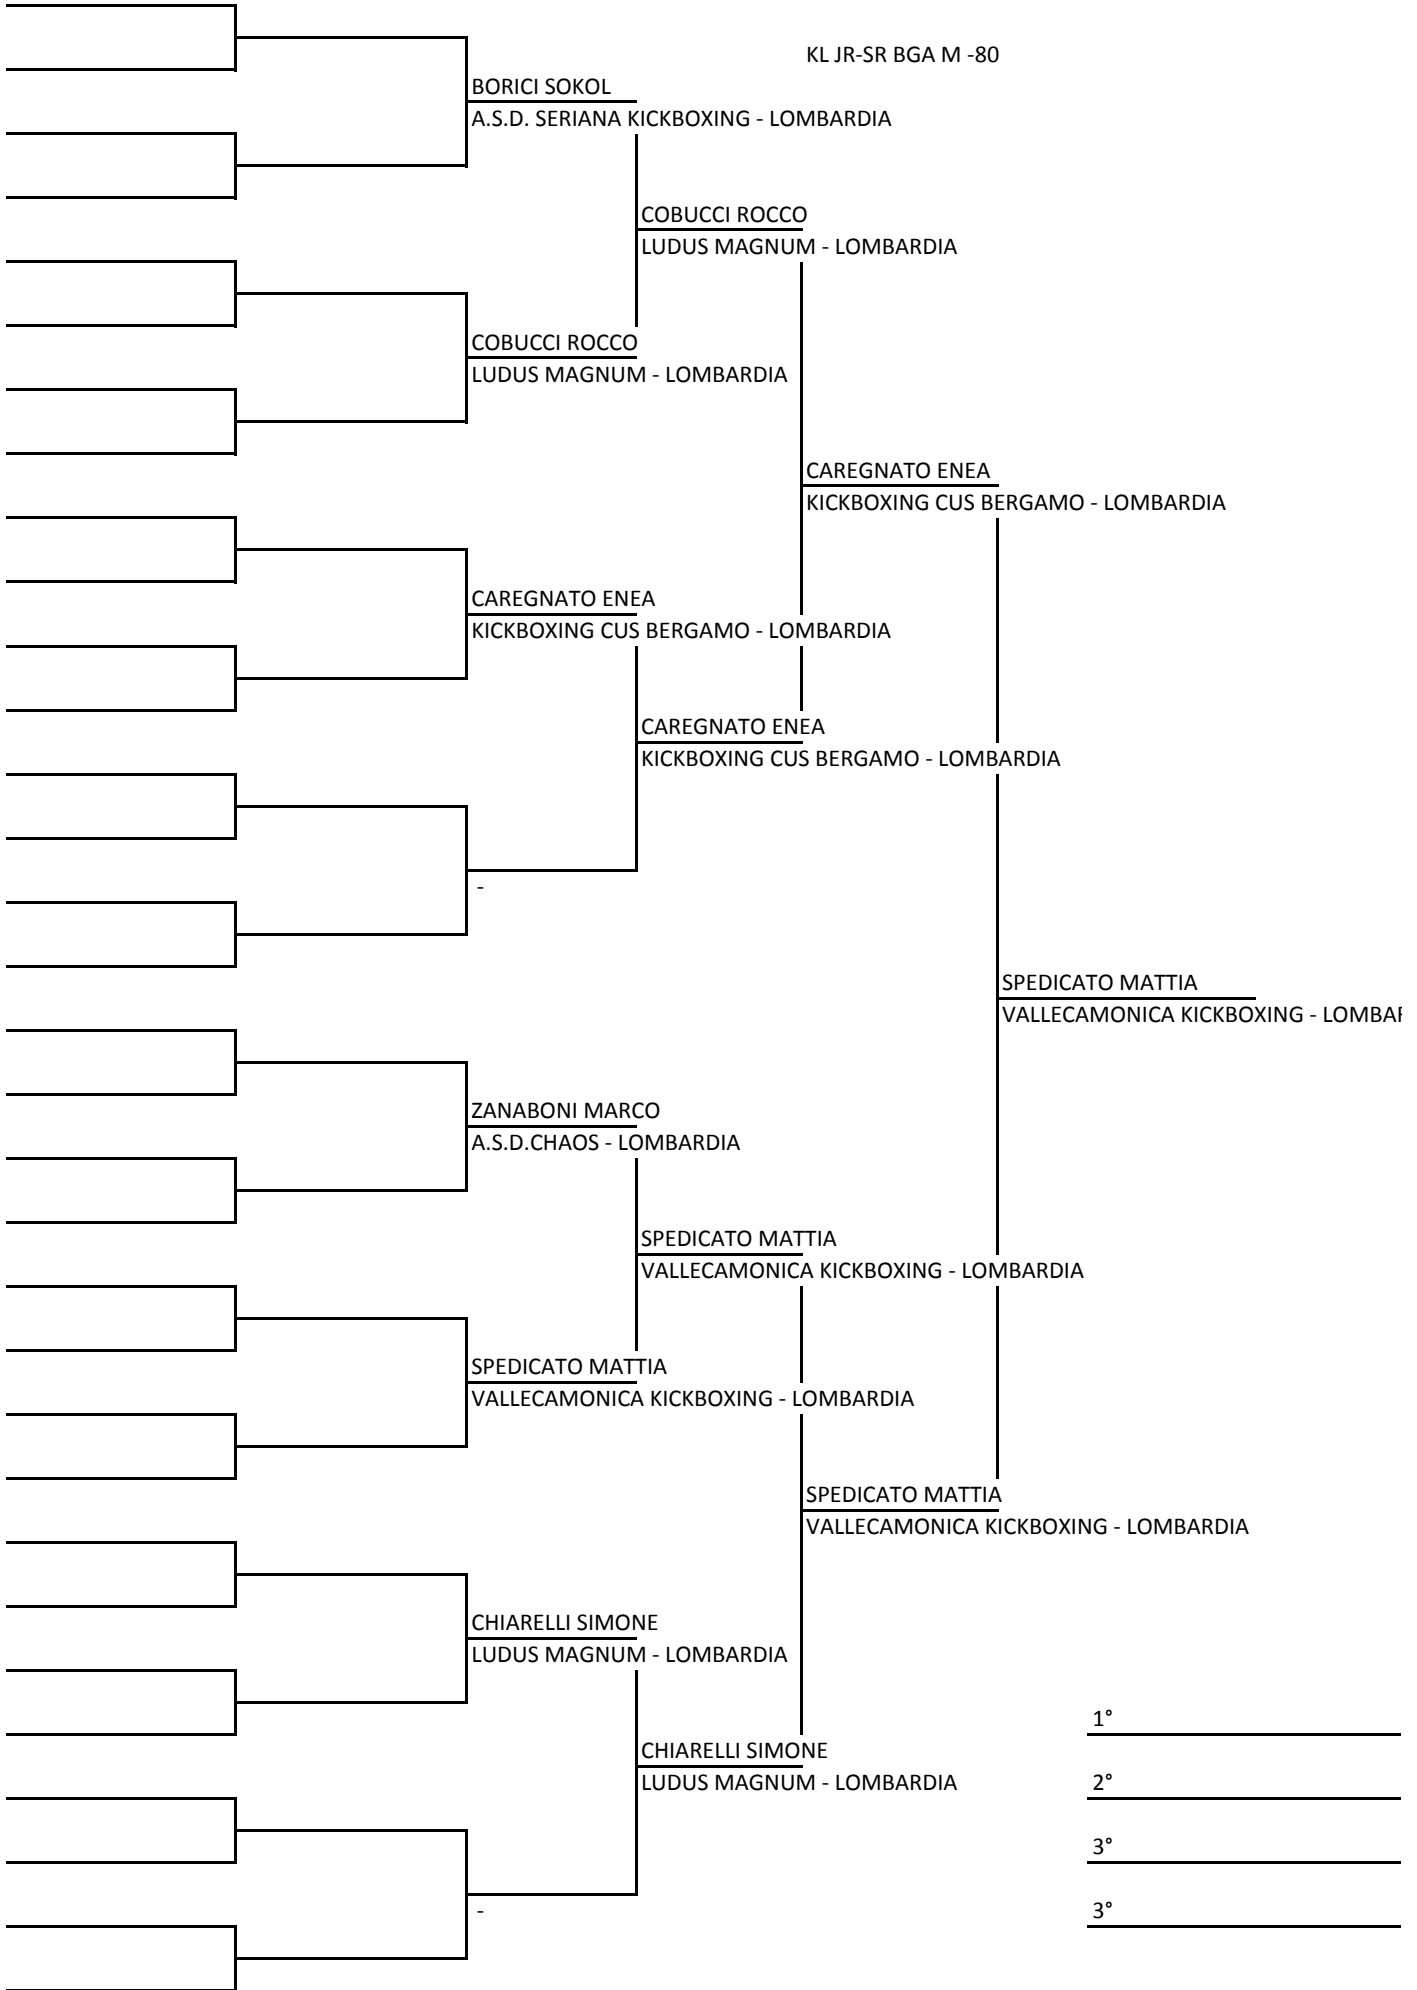 KL JR-SR BGA M -80
BORICI SOKOL
A.S.D. SERIANA KICKBOXING - LOMBARDIA
COBUCCI ROCCO
LUDUS MAGNUM - LOMBARDIA
COBUCCI ROCCO
LUDUS MAGNUM - LOMBARDIA
CAREGNATO ENEA
KICKBOXING CUS BERGAMO - LOMBARDIA
CAREGNATO ENEA
KICKBOXING CUS BERGAMO - LOMBARDIA
CAREGNATO ENEA
KICKBOXING CUS BERGAMO - LOMBARDIA
-
SPEDICATO MATTIA
VALLECAMONICA KICKBOXING - LOMBAR
ZANABONI MARCO
A.S.D.CHAOS - LOMBARDIA
SPEDICATO MATTIA
VALLECAMONICA KICKBOXING - LOMBARDIA
SPEDICATO MATTIA
VALLECAMONICA KICKBOXING - LOMBARDIA
SPEDICATO MATTIA
VALLECAMONICA KICKBOXING - LOMBARDIA
CHIARELLI SIMONE
LUDUS MAGNUM - LOMBARDIA
1°
CHIARELLI SIMONE
LUDUS MAGNUM - LOMBARDIA
2°
3°
-
3°